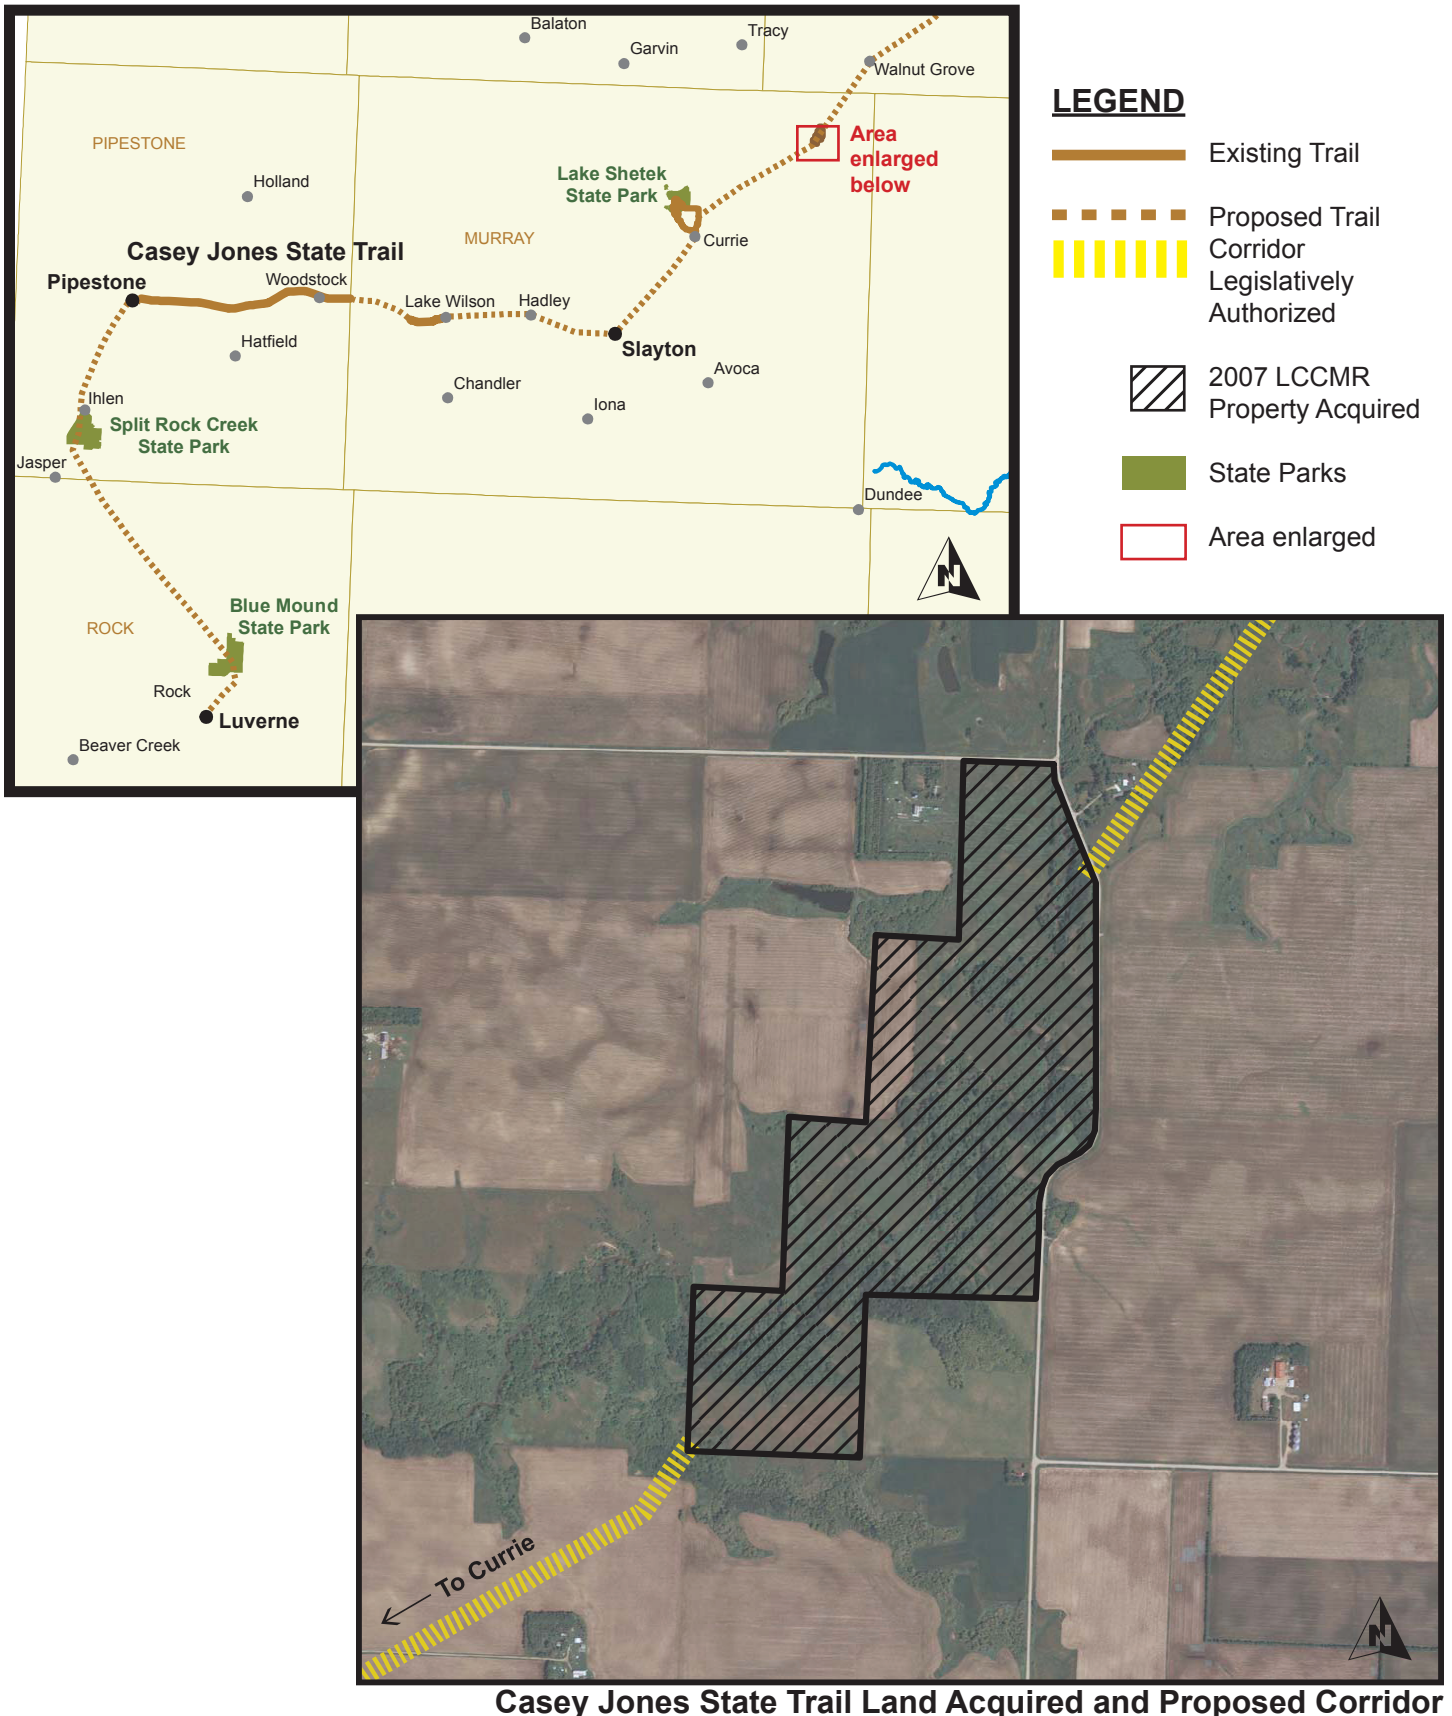 Balaton
Garvin
Tracy
Walnut Grove
PIPESTONE
Area
enlarged
below
Lake Shetek
State Park
Holland
MURRAY
Currie
Casey Jones State Trail
Pipestone
Woodstock
Lake Wilson
Hadley
Slayton
Hatfield
Avoca
Chandler
Iona
Ihlen
Split Rock Creek
State Park
Jasper
Dundee
N
Blue Mound
State Park
ROCK
Rock
Luverne
Beaver Creek
LEGEND
Existing Trail
Proposed Trail
Corridor
Legislatively
Authorized
2007 LCCMR
Property Acquired
State Parks
Area enlarged
To Currie
N
Casey Jones State Trail Land Acquired and Proposed Corridor